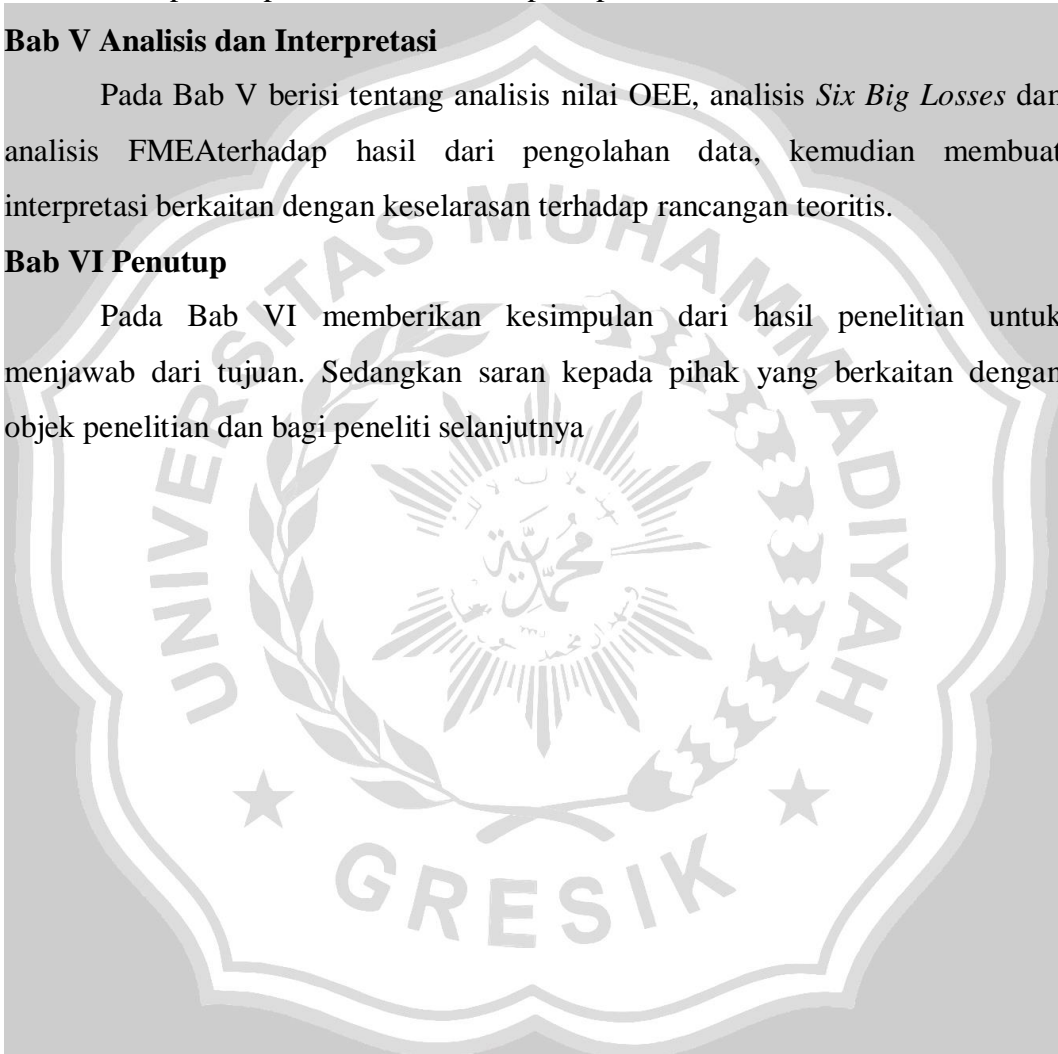 Bab V Analisis dan Interpretasi
Pada Bab V berisi tentang analisis nilai OEE, analisis Six Big Losses dan
analisis FMEAterhadap hasil dari pengolahan data, kemudian membuat
interpretasi berkaitan dengan keselarasan terhadap rancangan teoritis.
Bab VI Penutup
Pada Bab VI memberikan kesimpulan dari hasil penelitian untuk
menjawab dari tujuan. Sedangkan saran kepada pihak yang berkaitan dengan
objek penelitian dan bagi peneliti selanjutnya
UNIVERSITAS MUHAMMADIYAH
GRESIK